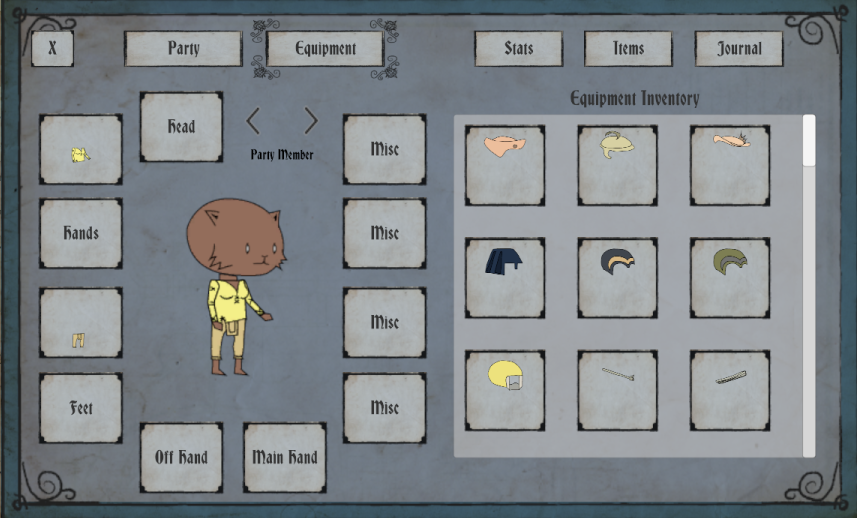 X
Party
Equipment
Stats
Items
Journal
Head
Party Member
Misc
Hands
Misc
Misc
Feet
Misc
Off Hand
Main Hand
Equipment Inventory